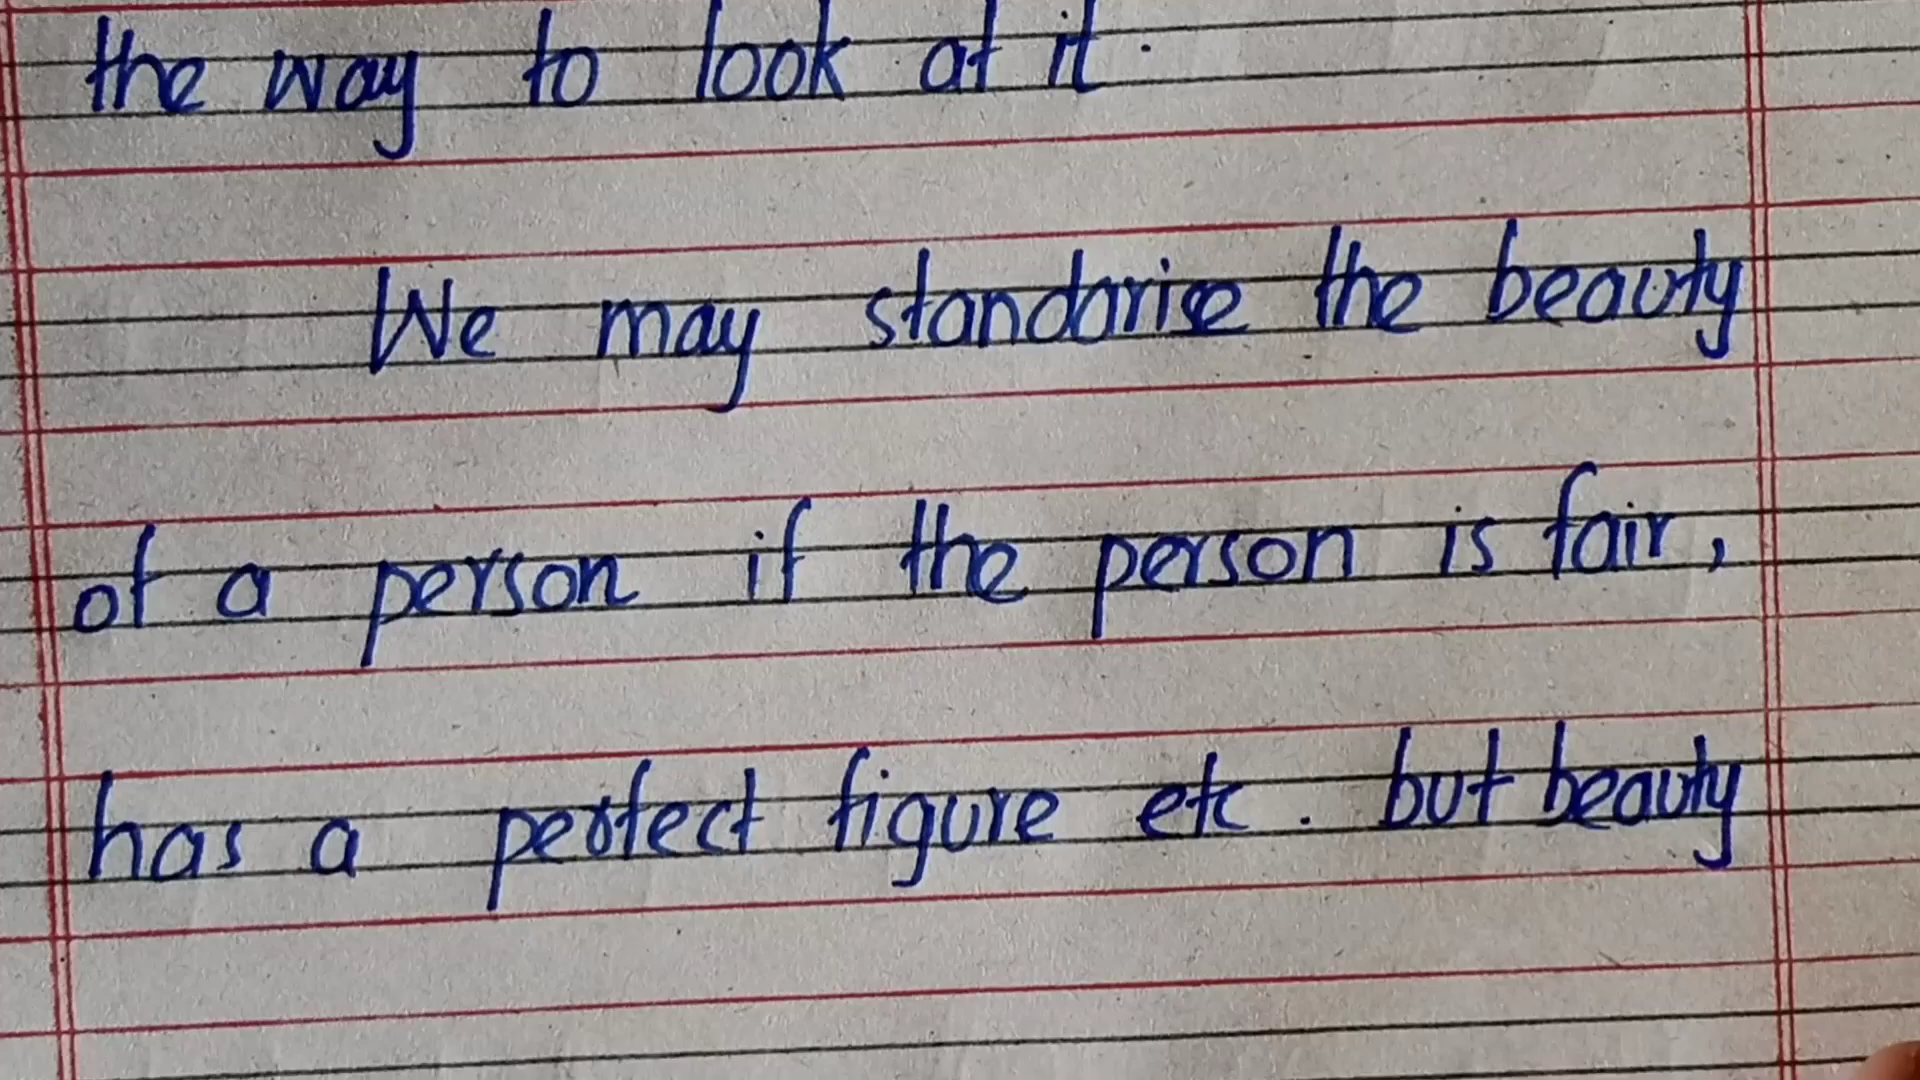 the way to look at it.
We may standarise the beauty
of a person if the person is fair,
has a perfect figure etc. but beauty